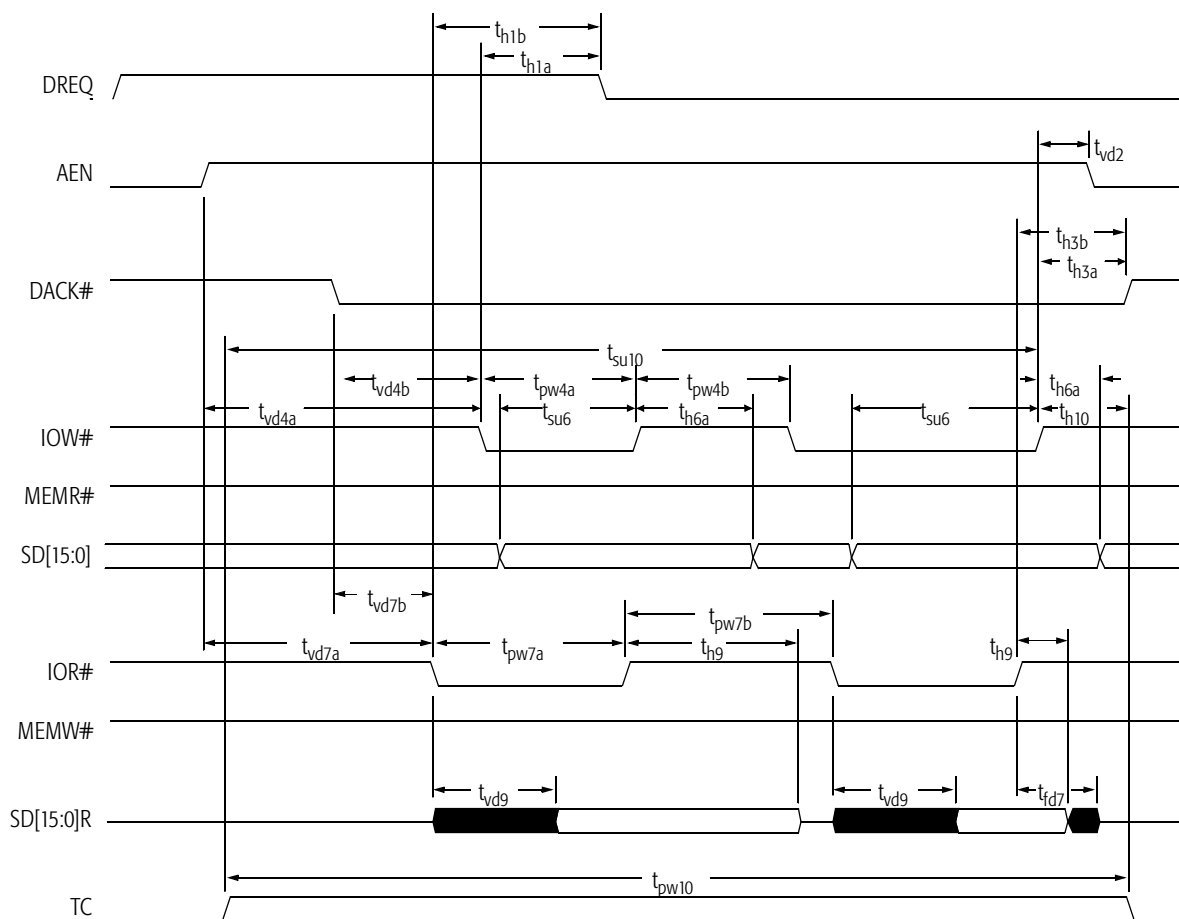 th1b
th1a
DREQ
AEN
tvd2
th3b
th3a
DACK#
tsu10
tvd4b
tpw4a
tpw4b
th6a
tvd4a
tsu6
th6a
tsu6
th10
IOW#
MEMR#
SD[15:0]
tvd7b
tpw7b
tvd7a
tpw7a
th9
th9
IOR#
MEMW#
tvd9
tvd9
tfd7
SD[15:0]R
tpw10
TC